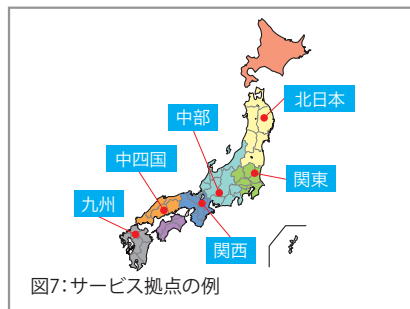 北日本
中部
中四国
関東
九州
関西
図7:サービス拠点の例